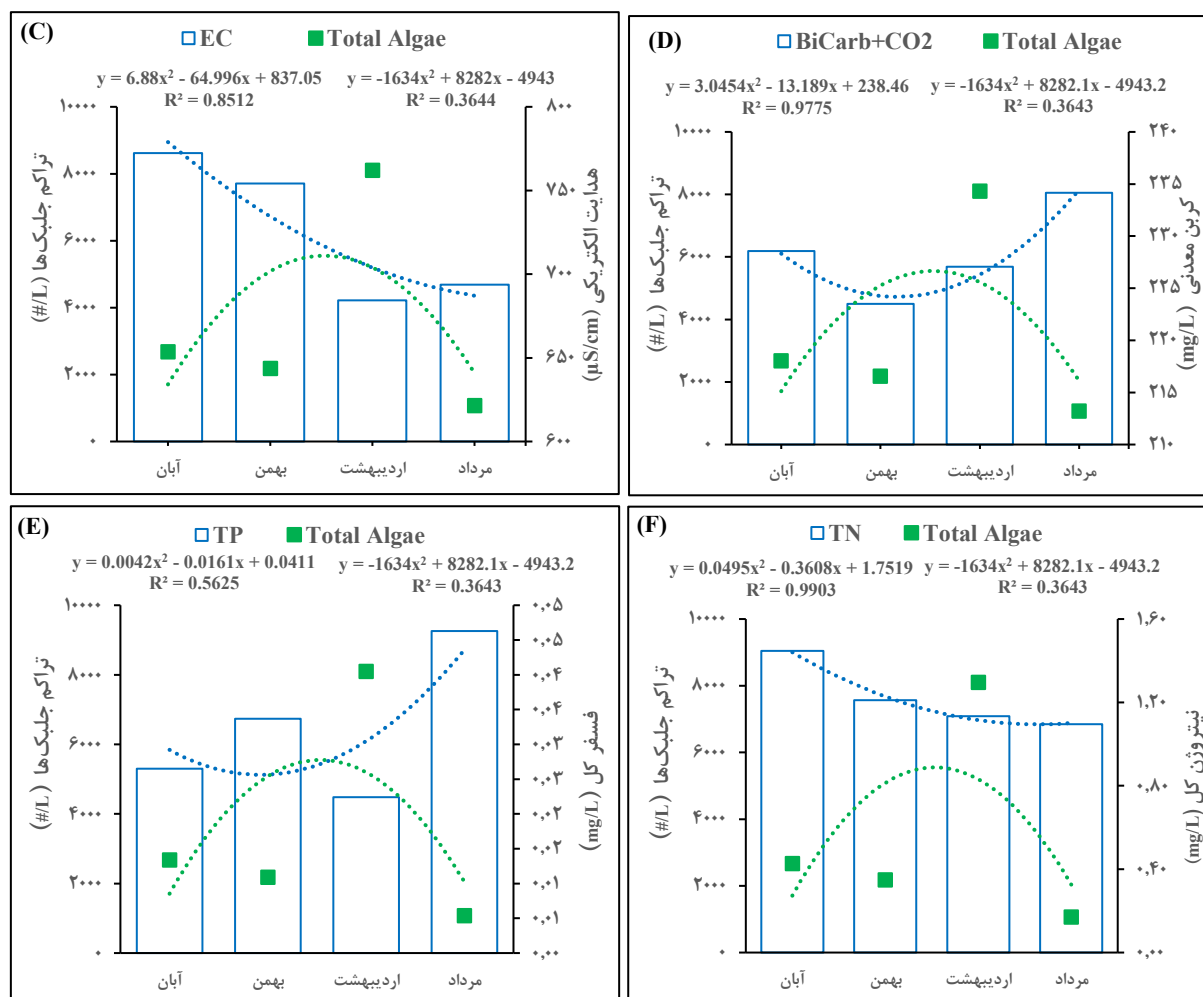 (C)
EC
Total Algae
y = 6.88x² - 64.996x + 837.05
R² = 0.8512
y = -1634x² + 8282x - 4943
R² = 0.3644
تراکم جلبک‌ها (#/L)
۱۰۰۰۰
۸۰۰۰
۶۰۰۰
۴۰۰۰
۲۰۰۰
۰
۸۰۰
۷۵۰
۷۰۰
۶۵۰
۶۰۰
هدایت الکتریکی (µS/cm)
آبان
بهمن
اردیبهشت
مرداد
(D)
BiCarb+CO2
Total Algae
y = 3.0454x² - 13.189x + 238.46
R² = 0.9775
y = -1634x² + 8282.1x - 4943.2
R² = 0.3643
تراکم جلبک‌ها (#/L)
۱۰۰۰۰
۸۰۰۰
۶۰۰۰
۴۰۰۰
۲۰۰۰
۰
۲۴۰
۲۳۵
۲۳۰
۲۲۵
۲۲۰
۲۱۵
۲۱۰
کربن معدنی
(mg/L)
آبان
بهمن
اردیبهشت
مرداد
(E)
TP
Total Algae
y = 0.0042x² - 0.0161x + 0.0411
R² = 0.5625
y = -1634x² + 8282.1x - 4943.2
R² = 0.3643
تراکم جلبک‌ها (#/L)
۱۰۰۰۰
۸۰۰۰
۶۰۰۰
۴۰۰۰
۲۰۰۰
۰
۰,۰۵
۰,۰۵
۰,۰۴
۰,۰۴
۰,۰۳
۰,۰۳
۰,۰۲
۰,۰۲
۰,۰۱
۰,۰۱
۰,۰۰
فسفر کل
(mg/L)
آبان
بهمن
اردیبهشت
مرداد
(F)
TN
Total Algae
y = 0.0495x² - 0.3608x + 1.7519
R² = 0.9903
y = -1634x² + 8282.1x - 4943.2
R² = 0.3643
تراکم جلبک‌ها (#/L)
۱۰۰۰۰
۸۰۰۰
۶۰۰۰
۴۰۰۰
۲۰۰۰
۰
۱,۶۰
۱,۲۰
۰,۸۰
۰,۴۰
۰,۰۰
نیتروژن کل (mg/L)
آبان
بهمن
اردیبهشت
مرداد